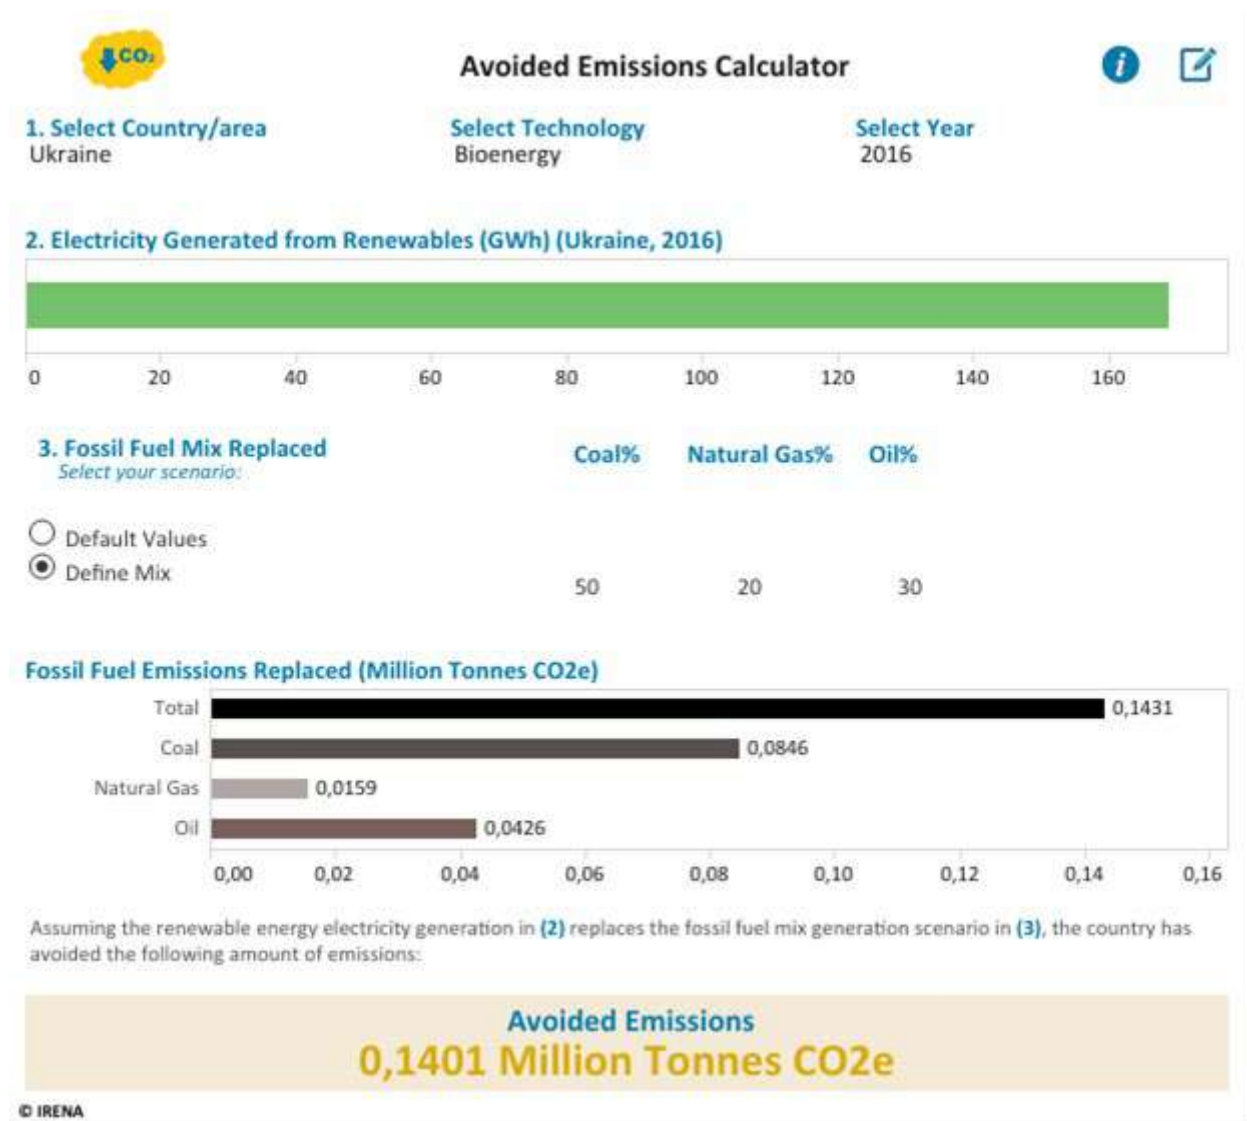 CO₂
Avoided Emissions Calculator
i
1. Select Country/area Select Technology Select Year
Ukraine Bioenergy 2016
2. Electricity Generated from Renewables (GWh) (Ukraine, 2016)
0 20 40 60 80 100 120 140 160
3. Fossil Fuel Mix Replaced Coal% Natural Gas% Oil%
Select your scenario:
Default Values
Define Mix
50 20 30
Fossil Fuel Emissions Replaced (Million Tonnes CO2e)
Total 0,1431
Coal 0,0846
Natural Gas 0,0159
Oil 0,0426
0,00 0,02 0,04 0,06 0,08 0,10 0,12 0,14 0,16
Assuming the renewable energy electricity generation in (2) replaces the fossil fuel mix generation scenario in (3), the country has
avoided the following amount of emissions:
Avoided Emissions
0,1401 Million Tonnes CO2e
© IRENA